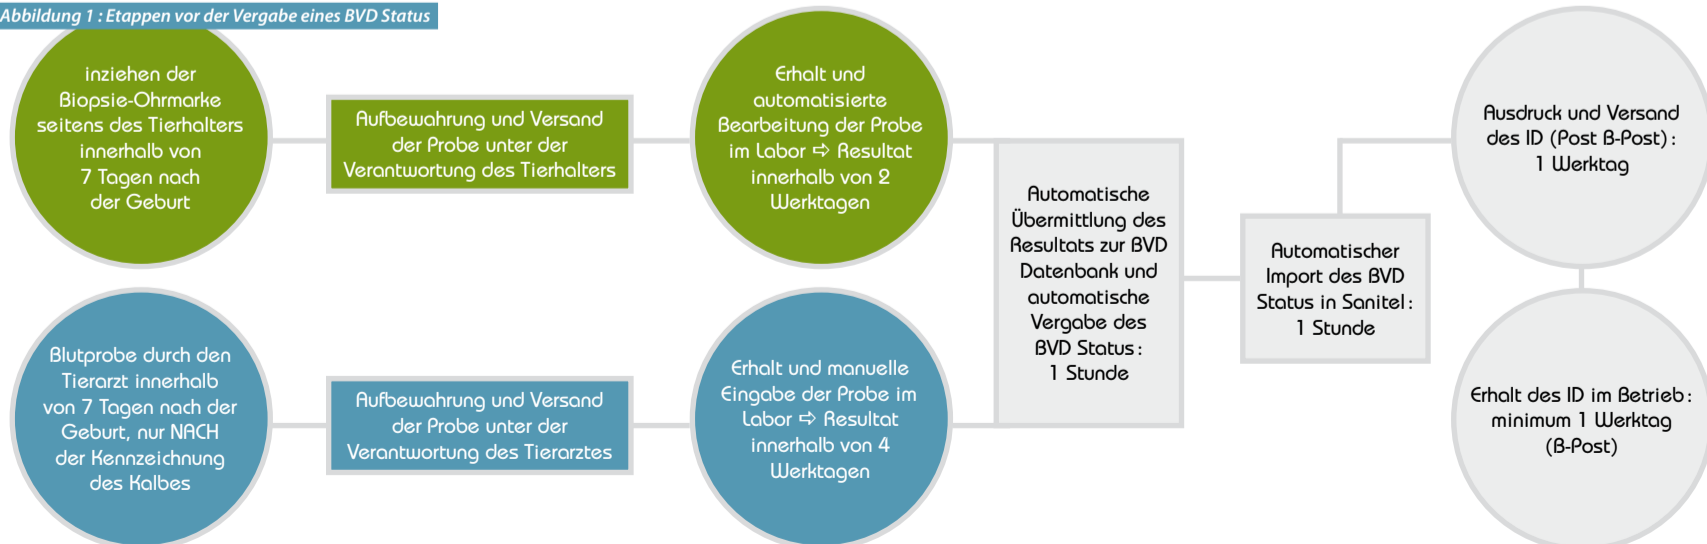 Abbildung 1 : Etappen vor der Vergabe eines BVD Status
inziehen der
Biopsie-Ohrmarke
seitens des Tierhalters
innerhalb von
7 Tagen nach
der Geburt
Aufbewahrung und Versand
der Probe unter der
Verantwortung des Tierhalters
Erhalt und
automatisierte
Bearbeitung der Probe
im Labor ⇨ Resultat
innerhalb von 2
Werktagen
Blutprobe durch den
Tierarzt innerhalb
von 7 Tagen nach der
Geburt, nur NACH
der Kennzeichnung
des Kalbes
Aufbewahrung und Versand
der Probe unter der
Verantwortung des Tierarztes
Erhalt und manuelle
Eingabe der Probe im
Labor ⇨ Resultat
innerhalb von 4
Werktagen
Automatische
Übermittlung des
Resultats zur BVD
Datenbank und
automatische
Vergabe des
BVD Status :
1 Stunde
Automatischer
Import des BVD
Status in Sanitel :
1 Stunde
Ausdruck und Versand
des ID (Post B-Post) :
1 Werktag
Erhalt des ID im Betrieb :
minimum 1 Werktag
(B-Post)